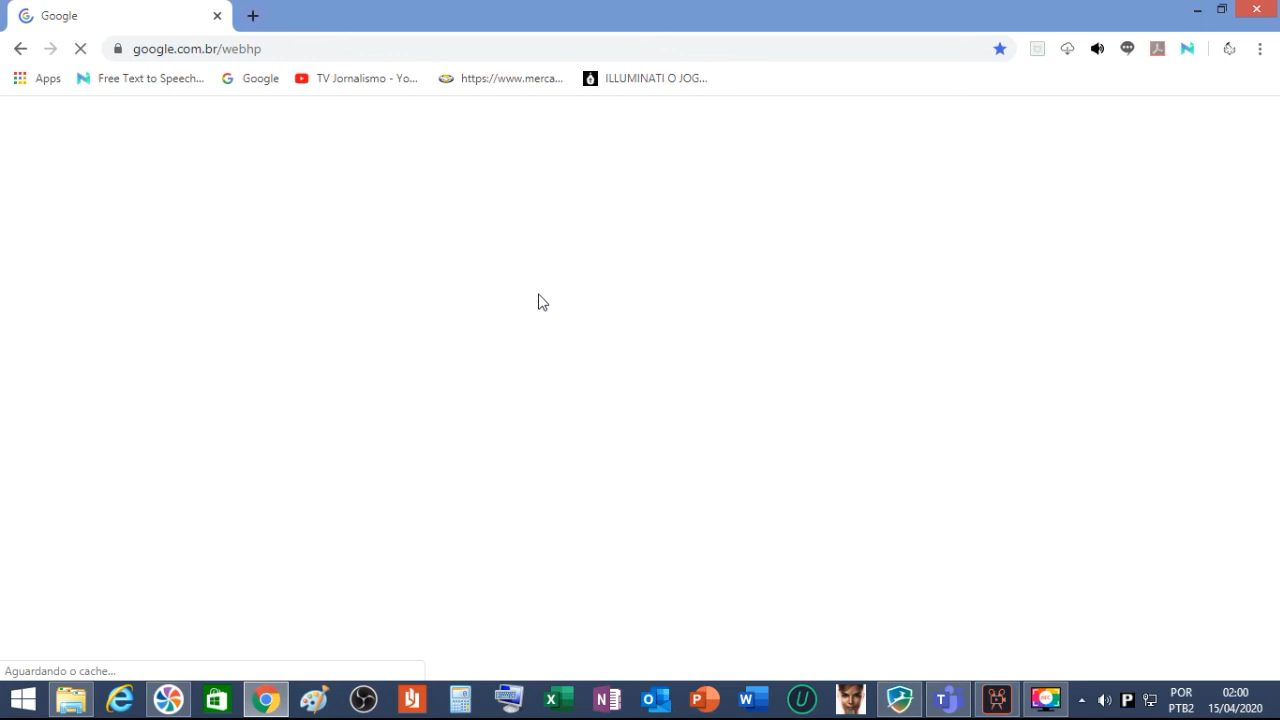 Google
google.com.br/webhp
Apps
Free Text to Speech...
Google
TV Jornalismo - Yo...
https://www.merca...
ILLUMINATI O JOG...
Aguardando o cache...
POR
PTB2
02:00
15/04/2020